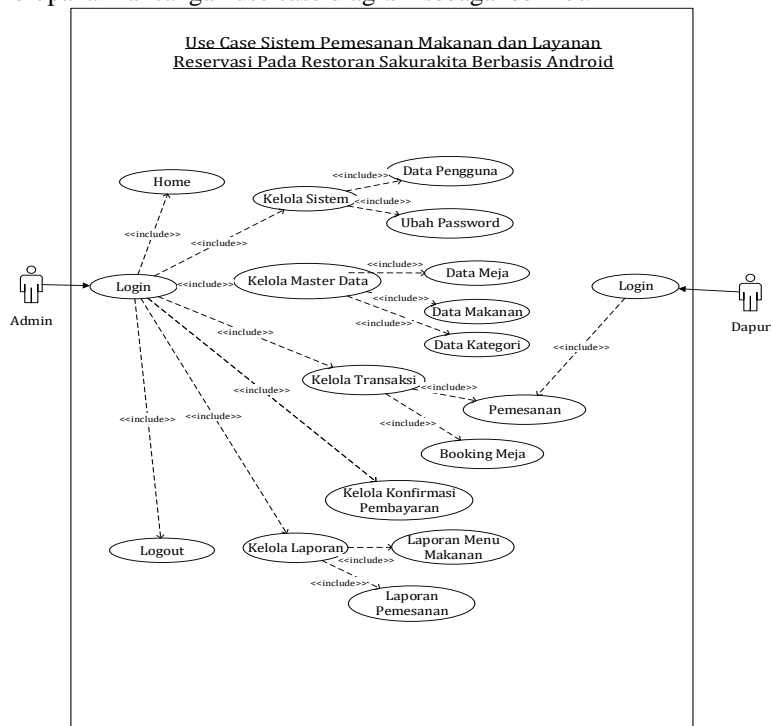 Use Case Sistem Pemesanan Makanan dan Layanan
Reservasi Pada Restoran Sakurakita Berbasis Android
Home
<<include>>
Kelola Sistem
<<include>>
Data Pengguna
<<include>>
Ubah Password
<<include>>
Admin
Login
<<include>>
Kelola Master Data
<<include>>
Data Meja
<<include>>
Data Makanan
<<include>>
Data Kategori
<<include>>
Kelola Transaksi
<<include>>
Pemesanan
<<include>>
Booking Meja
<<include>>
Kelola Konfirmasi
Pembayaran
<<include>>
Logout
<<include>>
Kelola Laporan
<<include>>
Laporan Menu
Makanan
<<include>>
Laporan
Pemesanan
Login
<<include>>
Dapur